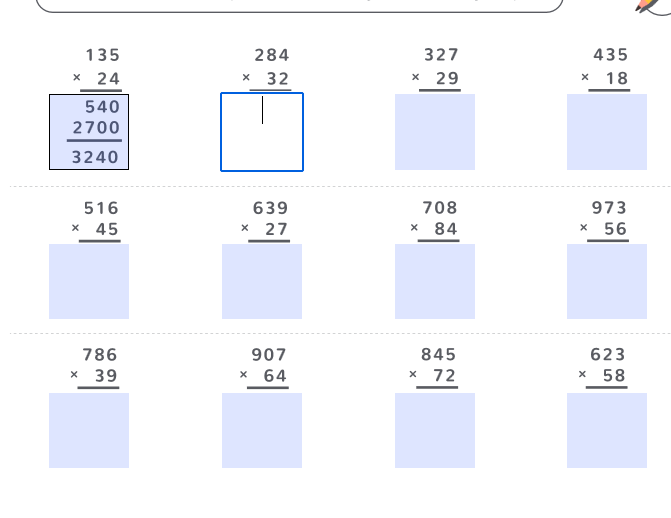 135 284 327 435
× 24 × 32 × 29 × 18
540
2700
3240
516 639 708 973
× 45 × 27 × 84 × 56
786 907 845 623
× 39 × 64 × 72 × 58